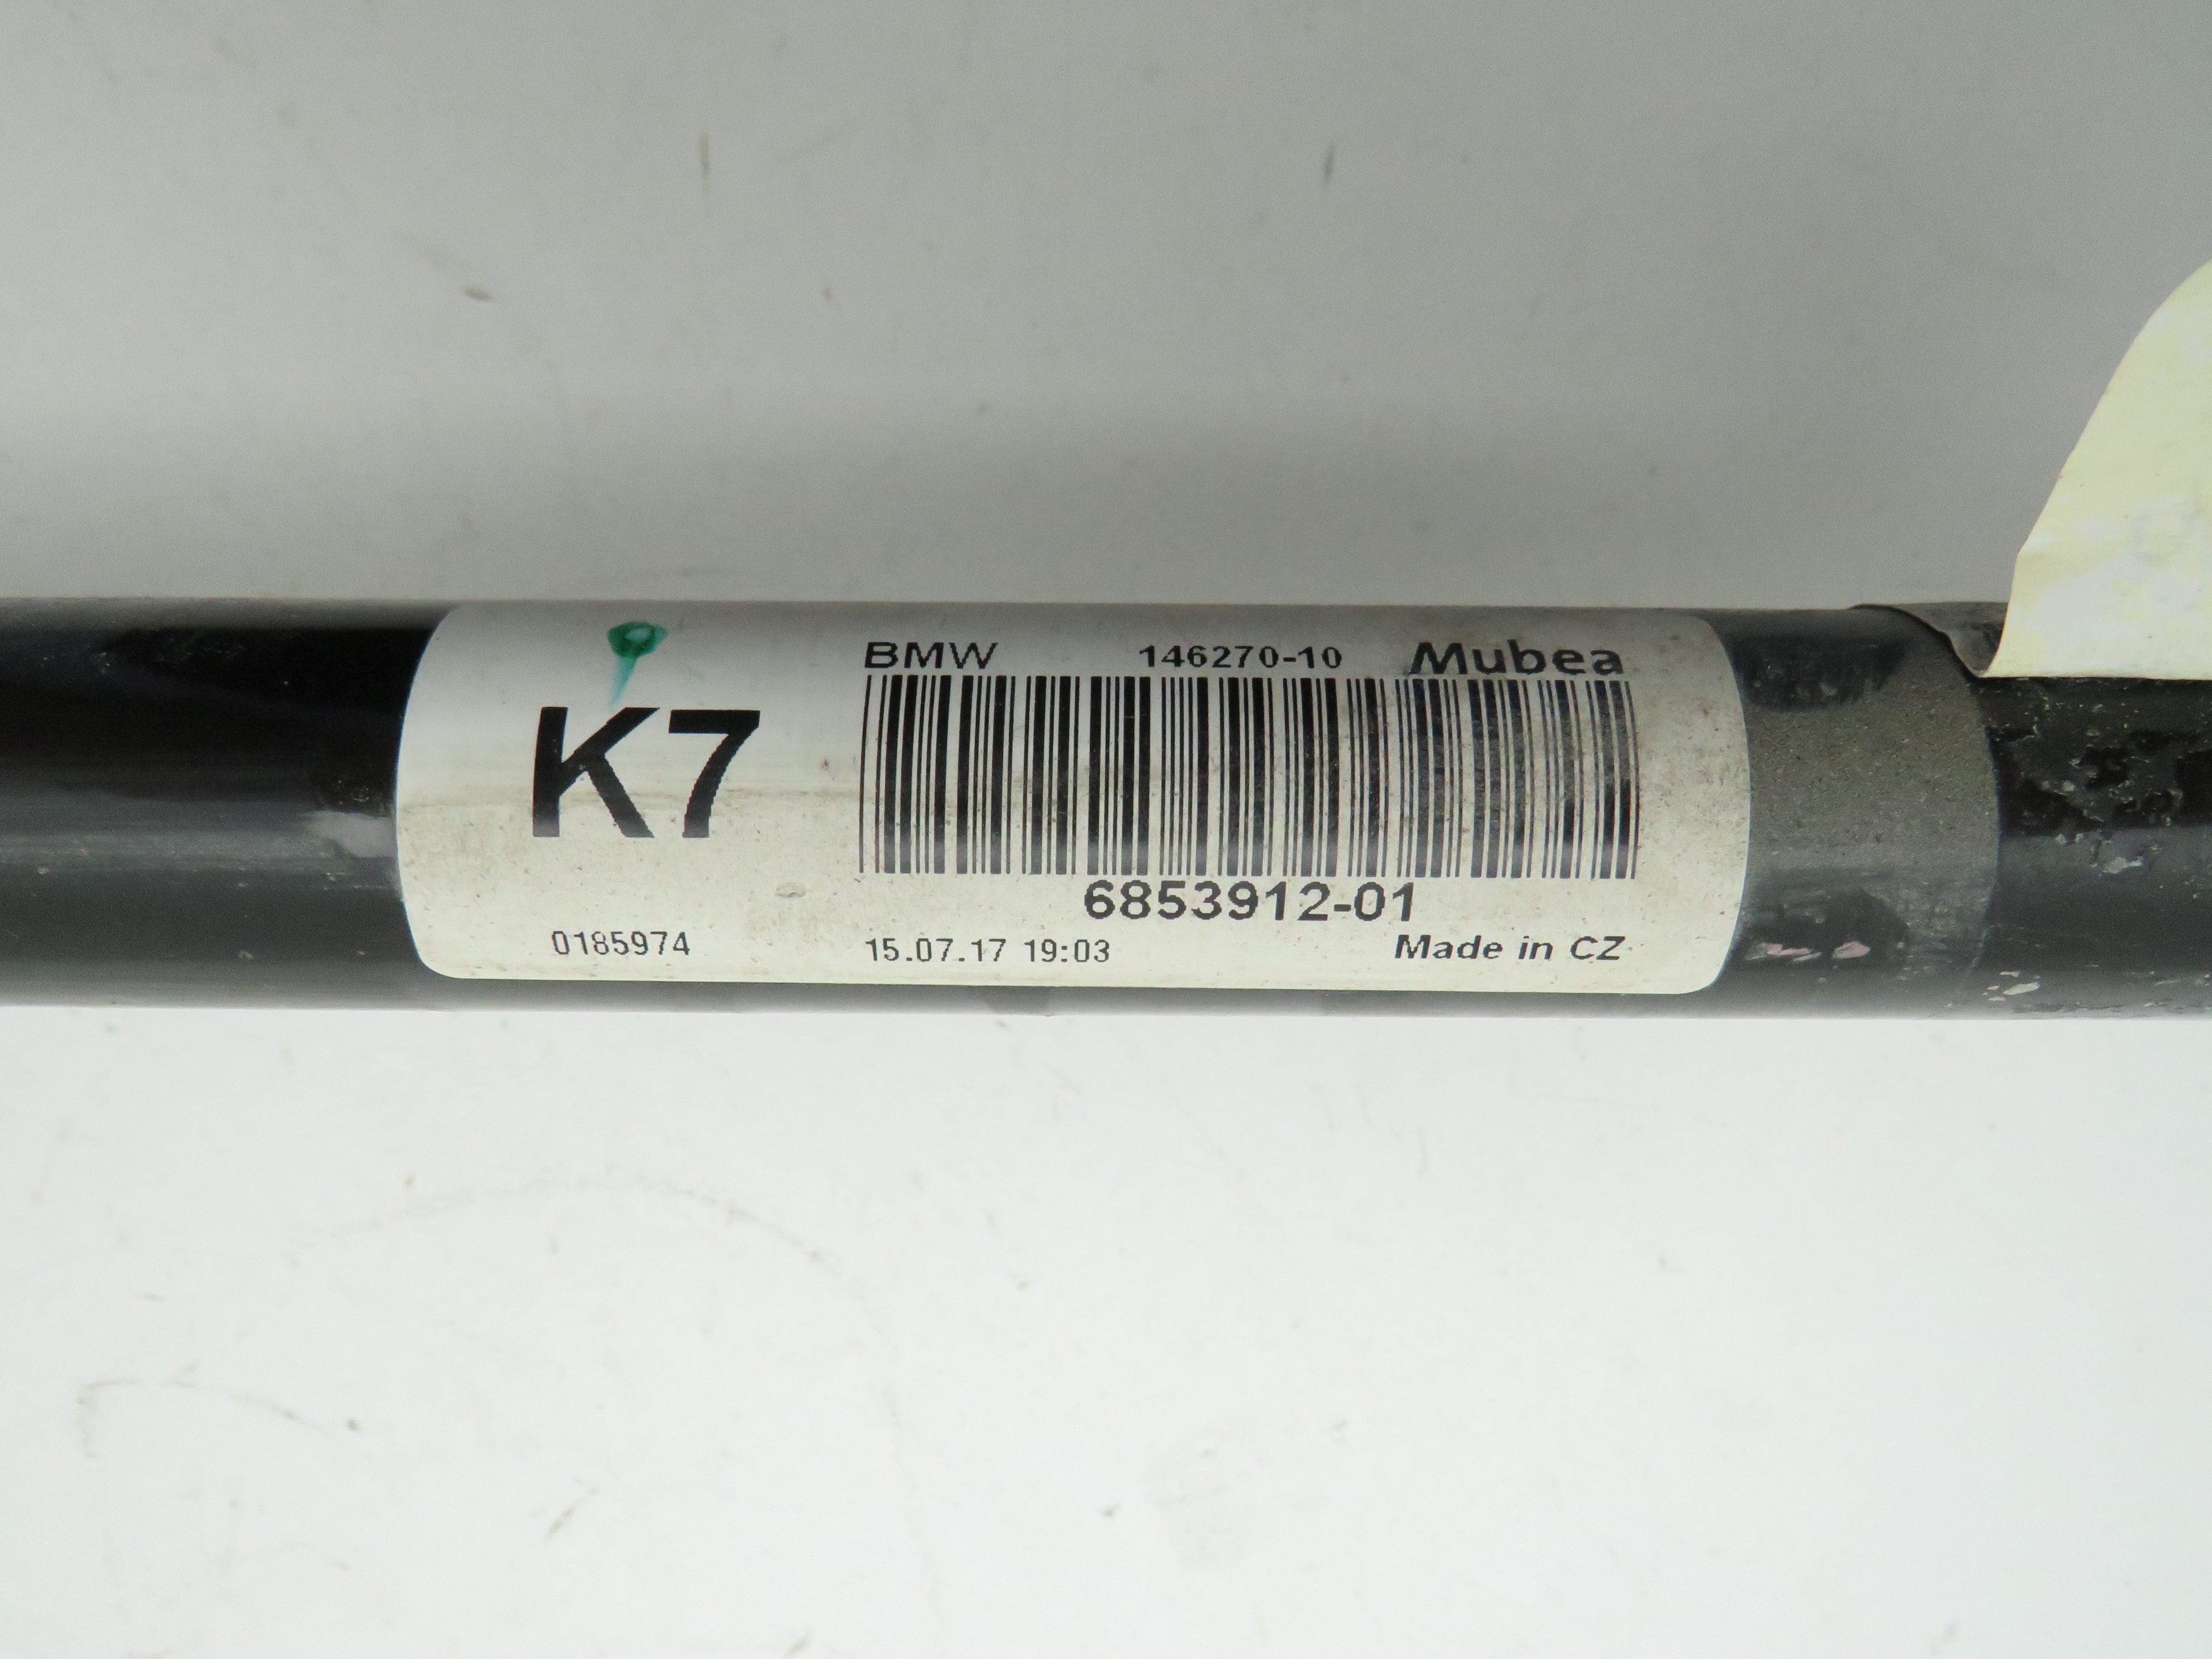 BMW 146270-10 Mubea
K7
6853912-01
0185974 15.07.17 19:03 Made in CZ